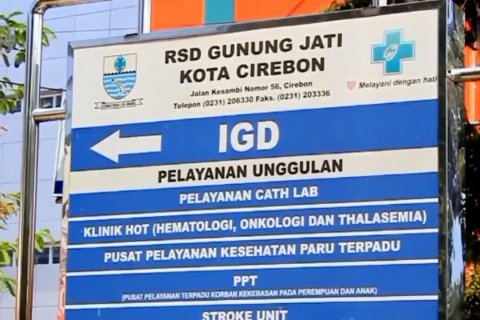 RSD GUNUNG JATI
KOTA CIREBON
Jalan Kesambi Nomor 56, Cirebon
Telepon (0231) 206330 Faks. (0231) 203336
Melayani dengan hati
IGD
PELAYANAN UNGGULAN
PELAYANAN CATH LAB
KLINIK HOT (HEMATOLOGI, ONKOLOGI DAN THALASEMIA)
PUSAT PELAYANAN KESEHATAN PARU TERPADU
PPT
(PUSAT PELAYANAN TERPADU KORBAN KEKERASAN PADA PEREMPUAN DAN ANAK)
STROKE UNIT